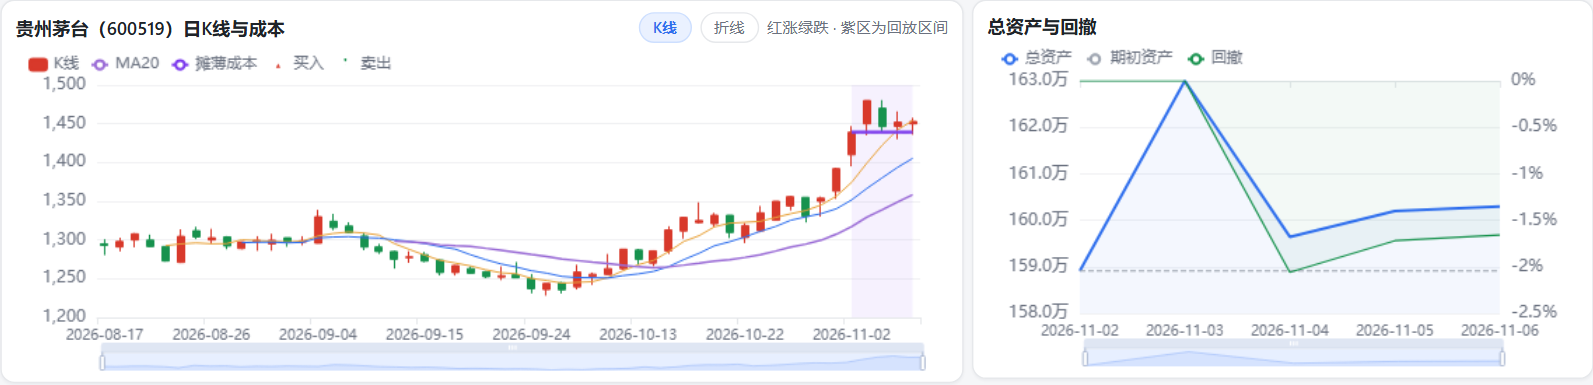 贵州茅台（600519）日K线与成本
K线 折线 红涨绿跌 · 紫区为回放区间
K线 MA20 摊薄成本 买入 卖出
1,500
1,450
1,400
1,350
1,300
1,250
1,200
2026-08-17 2026-08-26 2026-09-04 2026-09-15 2026-09-24 2026-10-13 2026-10-22 2026-11-02
总资产与回撤
总资产 期初资产 回撤
163.0万 0%
162.0万 -0.5%
161.0万 -1%
160.0万 -1.5%
159.0万 -2%
158.0万 -2.5%
2026-11-02 2026-11-03 2026-11-04 2026-11-05 2026-11-06